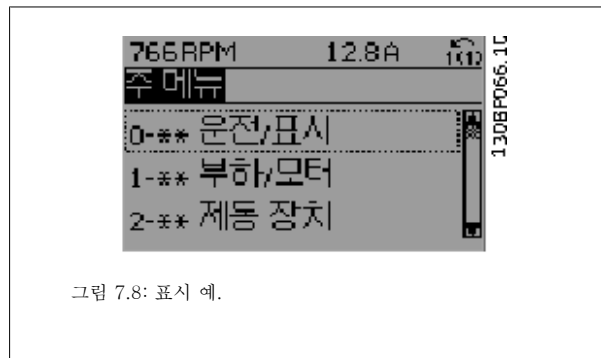 766RPM 12.8A 1(1)
주 메뉴
0-** 운전/표시
1-** 부하/모터
2-** 제동 장치
130BP066.10
그림 7.8: 표시 예.